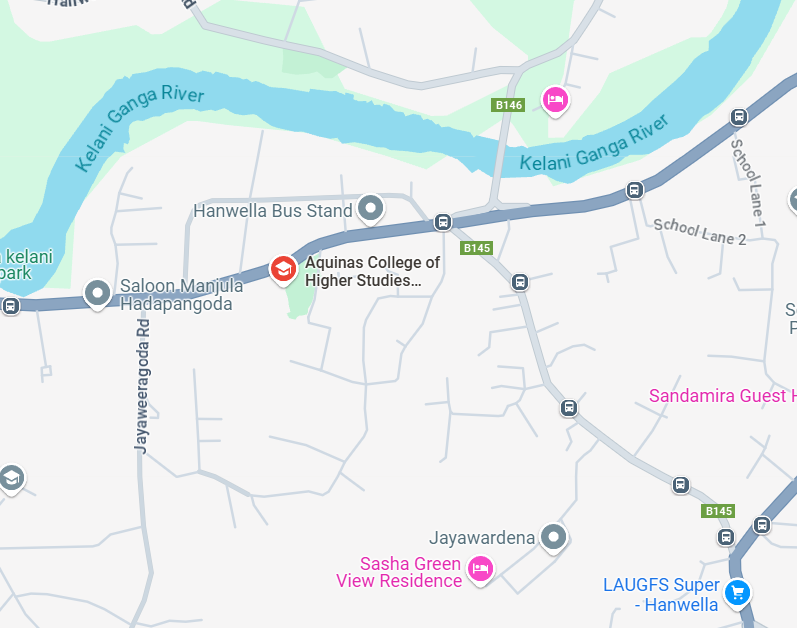 B146
Kelani Ganga River
Kelani Ganga River
School Lane 1
Hanwella Bus Stand
School Lane 2
B145
kelani
park
Aquinas College of
Higher Studies...
Saloon Manjula
Hadapangoda
Jayaweeragoda Rd
Sandamira Guest H
B145
Jayawardena
Sasha Green
View Residence
LAUGFS Super
- Hanwella